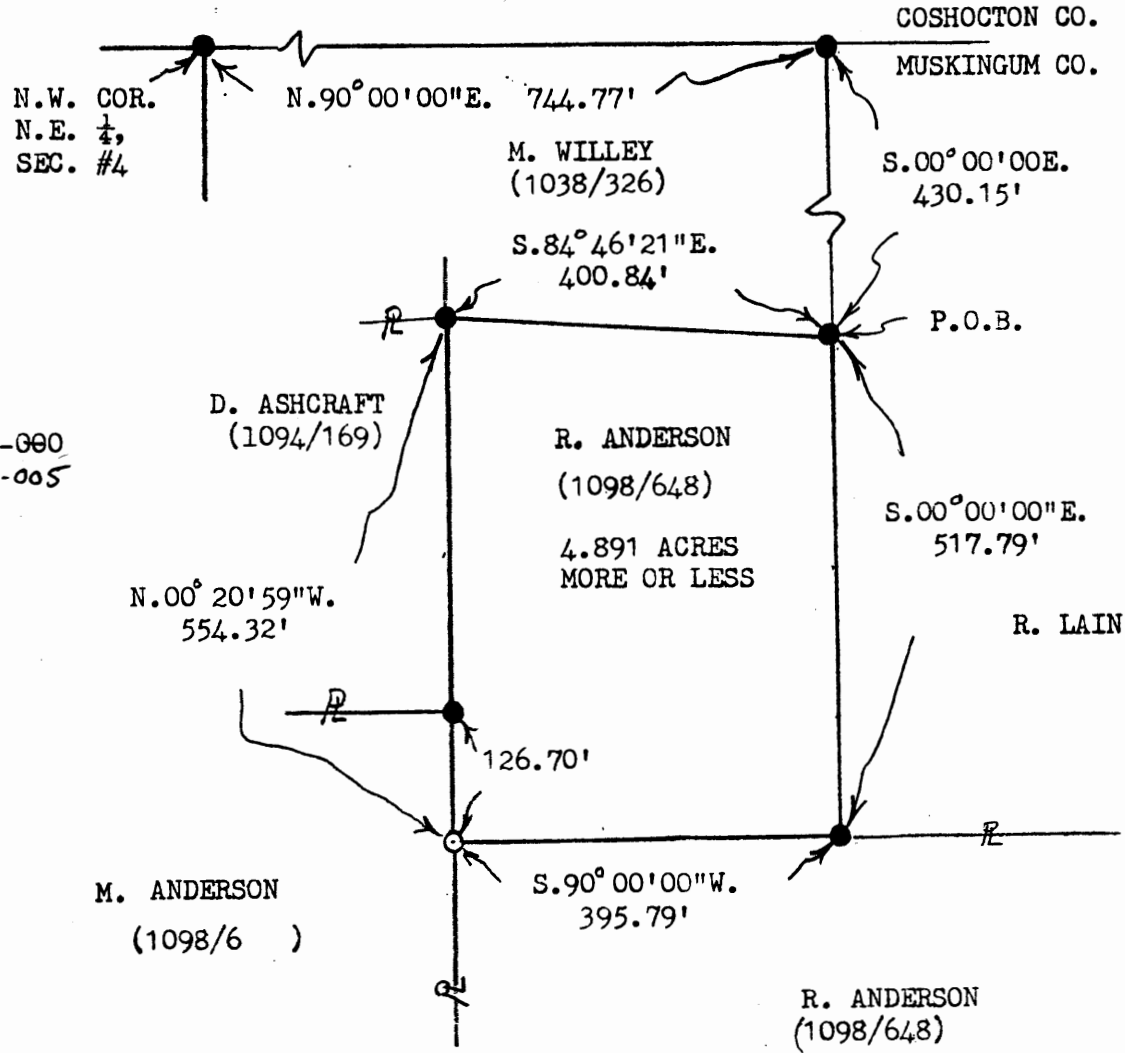 COSHOCTON CO.
MUSKINGUM CO.
N.W. COR.
N.E. 1/4,
SEC. #4
N.90°00'00"E. 744.77'
M. WILLEY
(1038/326)
S.00°00'00E.
430.15'
S.84°46'21"E.
400.84'
PL
P.O.B.
D. ASHCRAFT
(1094/169)
-000
-005
R. ANDERSON
(1098/648)
4.891 ACRES
MORE OR LESS
S.00°00'00"E.
517.79'
N.00°20'59"W.
554.32'
R. LAIN
PL
126.70'
PL
S.90°00'00"W.
395.79'
M. ANDERSON
(1098/6 )
R. ANDERSON
(1098/648)